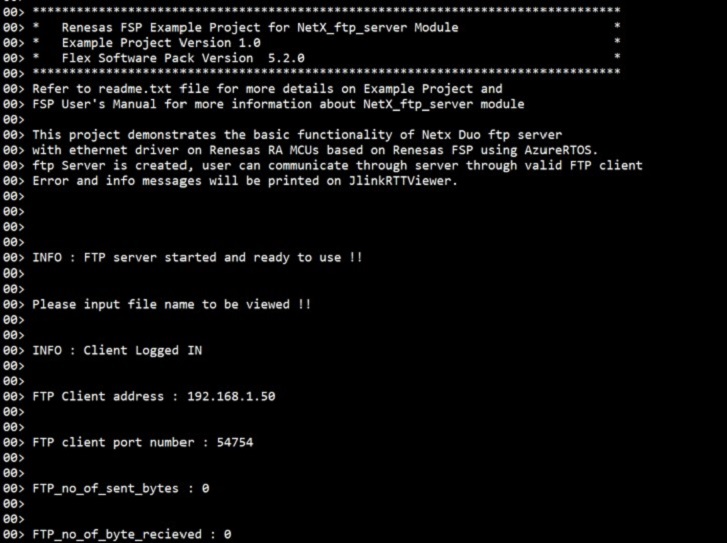 00>
00> *******************************************************************************
00> *   Renesas FSP Example Project for NetX_ftp_server Module                     *
00> *   Example Project Version 1.0                                                *
00> *   Flex Software Pack Version  5.2.0                                          *
00> *******************************************************************************
00> Refer to readme.txt file for more details on Example Project and
00> FSP User's Manual for more information about NetX_ftp_server module
00>
00> This project demonstrates the basic functionality of Netx Duo ftp server
00> with ethernet driver on Renesas RA MCUs based on Renesas FSP using AzureRTOS.
00> ftp Server is created, user can communicate through server through valid FTP client
00> Error and info messages will be printed on JlinkRTTViewer.
00>
00>
00>
00>
00> INFO : FTP server started and ready to use !!
00>
00>
00> Please input file name to be viewed !!
00>
00>
00> INFO : Client Logged IN
00>
00>
00> FTP Client address : 192.168.1.50
00>
00>
00> FTP client port number : 54754
00>
00>
00> FTP_no_of_sent_bytes : 0
00>
00>
00> FTP_no_of_byte_recieved : 0